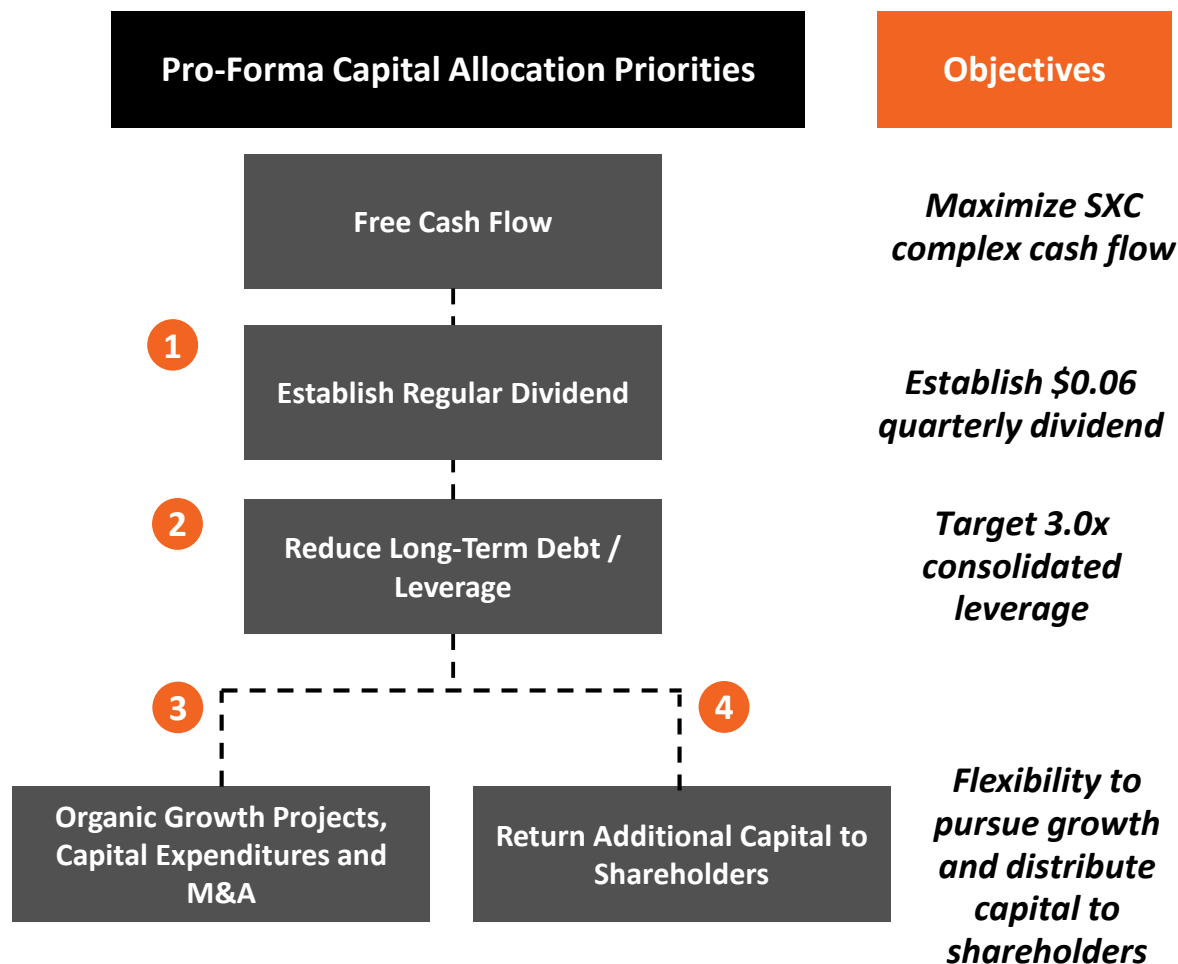 Pro-Forma Capital Allocation Priorities
Objectives
Free Cash Flow
Maximize SXC
complex cash flow
1
Establish Regular Dividend
Establish $0.06
quarterly dividend
2
Reduce Long-Term Debt /
Leverage
Target 3.0x
consolidated
leverage
3
4
Organic Growth Projects,
Capital Expenditures and
M&A
Return Additional Capital to
Shareholders
Flexibility to
pursue growth
and distribute
capital to
shareholders